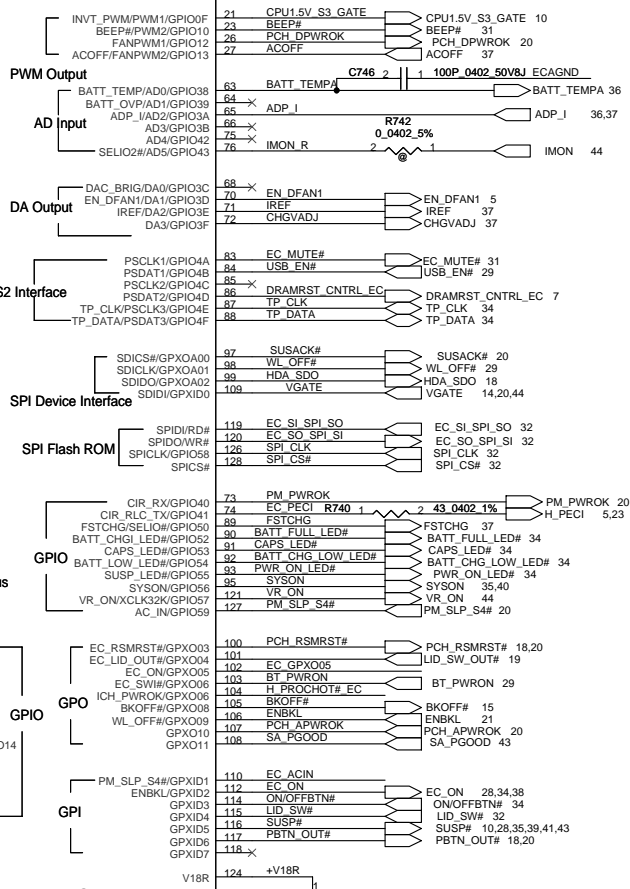 INVT_PWM/PWM1/GPIO0F 21 CPU1.5V_S3_GATE CPU1.5V_S3_GATE 10
BEEP#/PWM2/GPIO10 23 BEEP# BEEP# 31
FANPWM1/GPIO12 26 PCH_DPWROK PCH_DPWROK 20
ACOFF/FANPWM2/GPIO13 27 ACOFF ACOFF 37
PWM Output
C746 2 1 100P_0402_50V8J ECAGND
BATT_TEMP/AD0/GPIO38 63 BATT_TEMPA BATT_TEMPA 36
BATT_OVP/AD1/GPIO39 64
ADP_I/AD2/GPIO3A 65 ADP_I ADP_I 36,37
AD Input
AD3/GPIO3B 66
R742
AD4/GPIO42 75 0_0402_5%
SELIO2#/AD5/GPIO43 76 IMON_R 2 1 IMON 44
@
DAC_BRIG/DA0/GPIO3C 68
EN_DFAN1/DA1/GPIO3D 70 EN_DFAN1 EN_DFAN1 5
DA Output
IREF/DA2/GPIO3E 71 IREF IREF 37
DA3/GPIO3F 72 CHGVADJ CHGVADJ 37
PSCLK1/GPIO4A 83 EC_MUTE# EC_MUTE# 31
PSDAT1/GPIO4B 84 USB_EN# USB_EN# 29
PSCLK2/GPIO4C 85
S2 Interface
PSDAT2/GPIO4D 86 DRAMRST_CNTRL_EC DRAMRST_CNTRL_EC 7
TP_CLK/PSCLK3/GPIO4E 87 TP_CLK TP_CLK 34
TP_DATA/PSDAT3/GPIO4F 88 TP_DATA TP_DATA 34
SDICS#/GPXOA00 97 SUSACK# SUSACK# 20
SDICLK/GPXOA01 98 WL_OFF# WL_OFF# 29
SDIDO/GPXOA02 99 HDA_SDO HDA_SDO 18
SDIDI/GPXID0 109 VGATE VGATE 14,20,44
SPI Device Interface
SPIDI/RD# 119 EC_SI_SPI_SO EC_SI_SPI_SO 32
SPIDO/WR# 120 EC_SO_SPI_SI EC_SO_SPI_SI 32
SPI Flash ROM
SPICLK/GPIO58 126 SPI_CLK SPI_CLK 32
SPICS# 128 SPI_CS# SPI_CS# 32
CIR_RX/GPIO40 73 PM_PWROK PM_PWROK 20
CIR_RLC_TX/GPIO41 74 EC_PECI R740 1 2 43_0402_1% H_PECI 5,23
FSTCHG/SELIO#/GPIO50 89 FSTCHG FSTCHG 37
BATT_CHGI_LED#/GPIO52 90 BATT_FULL_LED# BATT_FULL_LED# 34
CAPS_LED#/GPIO53 91 CAPS_LED# CAPS_LED# 34
GPIO
BATT_LOW_LED#/GPIO54 92 BATT_CHG_LOW_LED# BATT_CHG_LOW_LED# 34
SUSP_LED#/GPIO55 93 PWR_ON_LED# PWR_ON_LED# 34
us
SYSON/GPIO56 95 SYSON SYSON 35,40
VR_ON/XCLK32K/GPIO57 121 VR_ON VR_ON 44
AC_IN/GPIO59 127 PM_SLP_S4# PM_SLP_S4# 20
EC_RSMRST#/GPXO03 100 PCH_RSMRST# PCH_RSMRST# 18,20
EC_LID_OUT#/GPXO04 101 LID_SW_OUT# 19
EC_ON/GPXO05 102 EC_GPXO05
EC_SWI#/GPXO06 103 BT_PWRON BT_PWRON 29
ICH_PWROK/GPXO06 104 H_PROCHOT#_EC
GPO
BKOFF#/GPXO08 105 BKOFF# BKOFF# 15
GPIO
WL_OFF#/GPXO09 106 ENBKL ENBKL 21
GPXO10 107 PCH_APWROK PCH_APWROK 20
GPXO11 108 SA_PGOOD SA_PGOOD 43
O14
PM_SLP_S4#/GPXID1 110 EC_ACIN
ENBKL/GPXID2 112 EC_ON EC_ON 28,34,38
GPXID3 114 ON/OFFBTN# ON/OFFBTN# 34
GPI
GPXID4 115 LID_SW# LID_SW# 32
GPXID5 116 SUSP# SUSP# 10,28,35,39,41,43
GPXID6 117 PBTN_OUT# PBTN_OUT# 18,20
GPXID7 118
V18R 124 +V18R
1